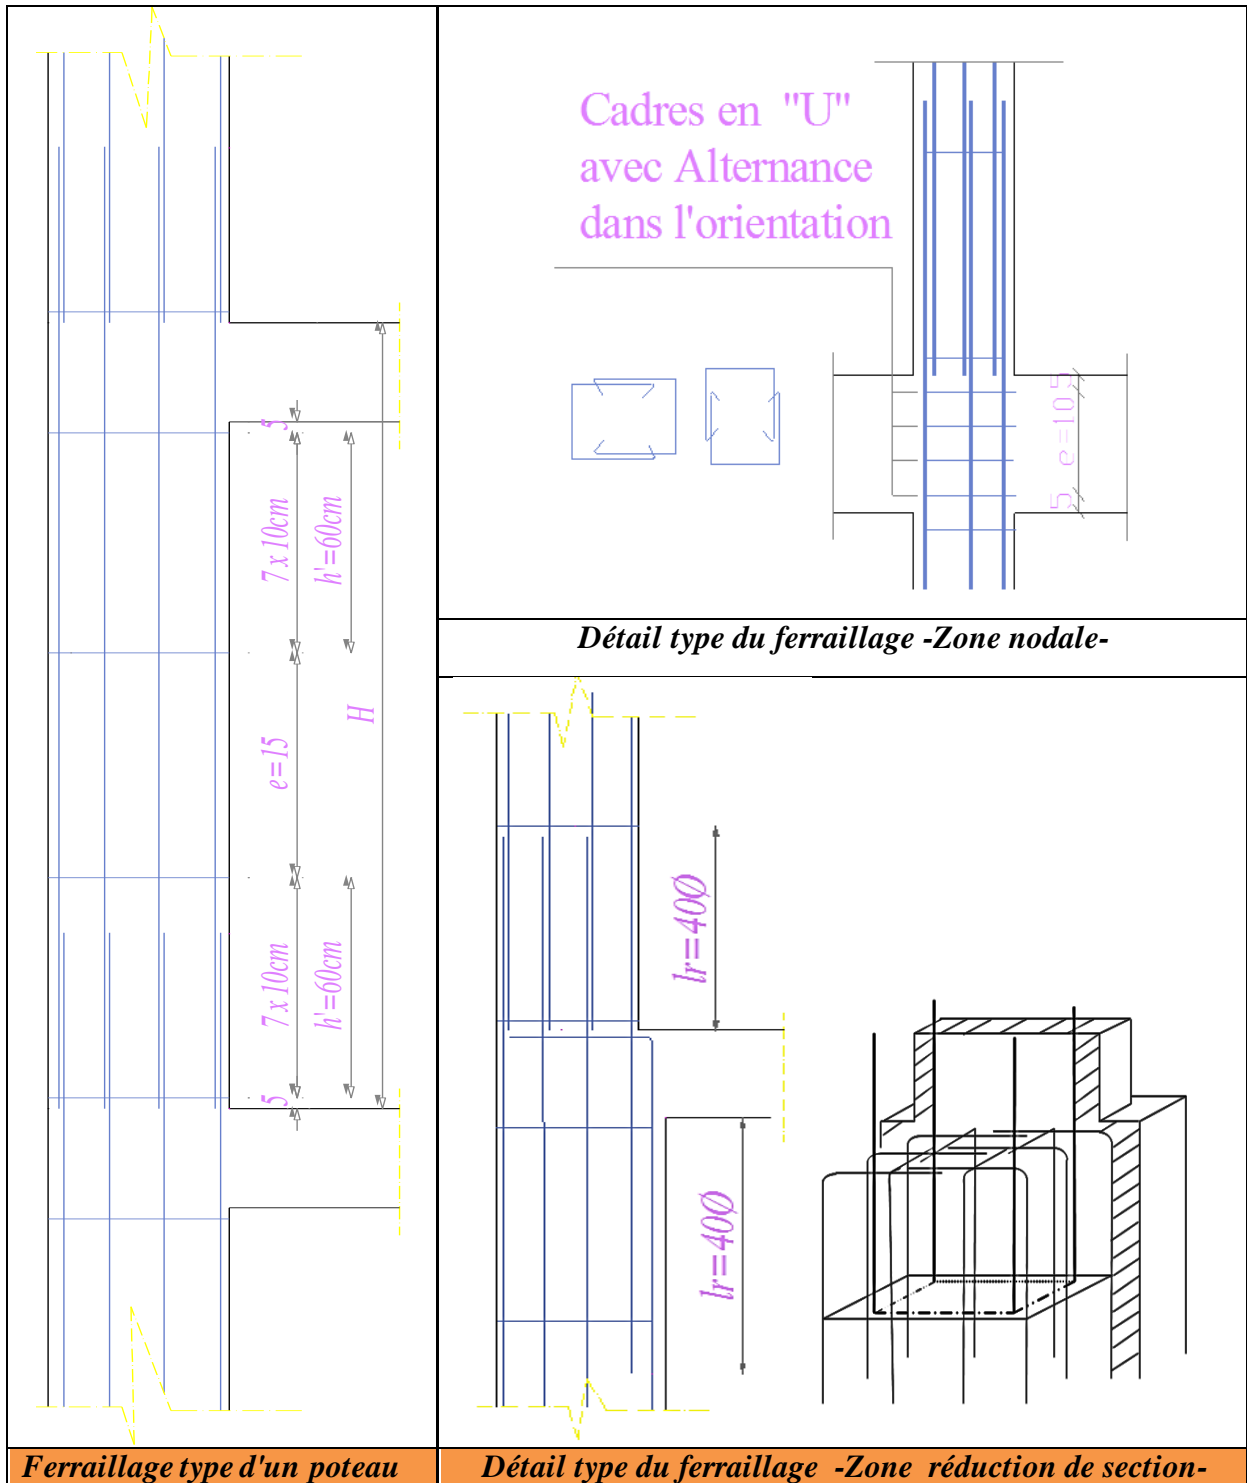 5
7 x 10cm
h'=60cm
e=15
H
7 x 10cm
h'=60cm
5
Ferraillage type d'un poteau
Cadres en "U"
avec Alternance
dans l'orientation
5 e=10 5
Détail type du ferraillage -Zone nodale-
lr=40Ø
lr=40Ø
Détail type du ferraillage -Zone réduction de section-